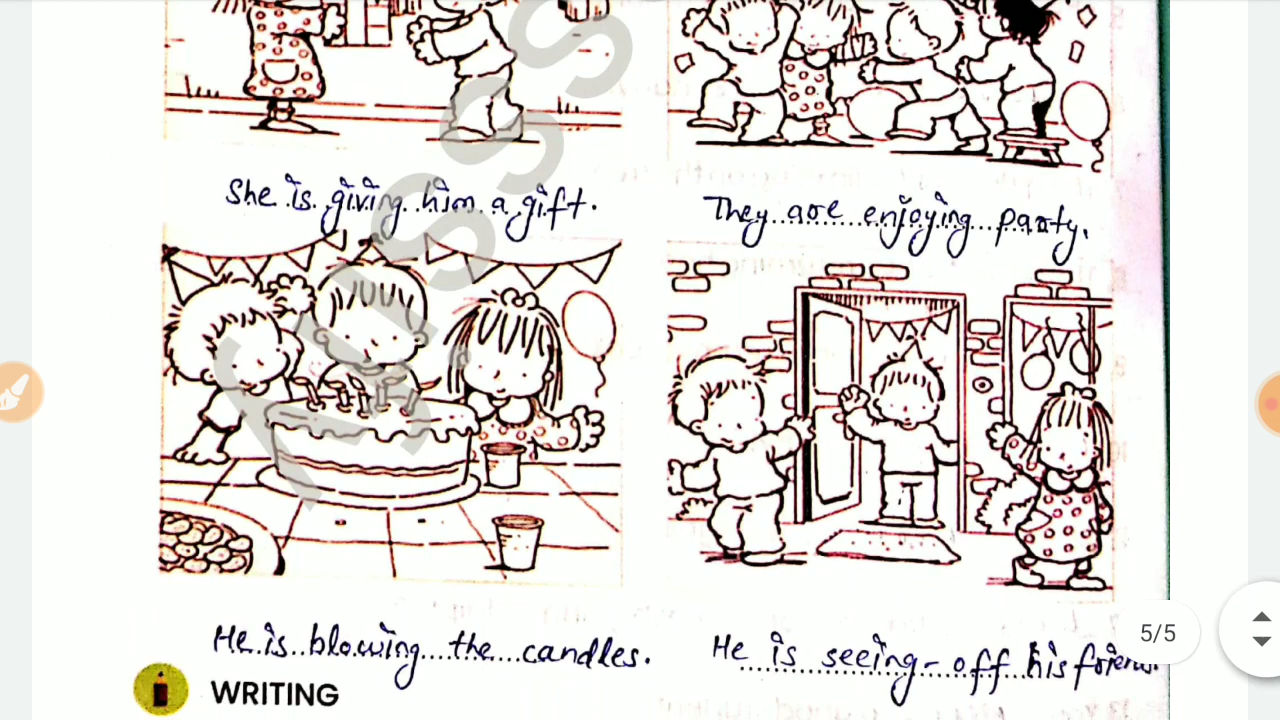 She is giving him a gift.
They are enjoying party.
He is blowing the candles.
He is seeing-off his
WRITING
5/5